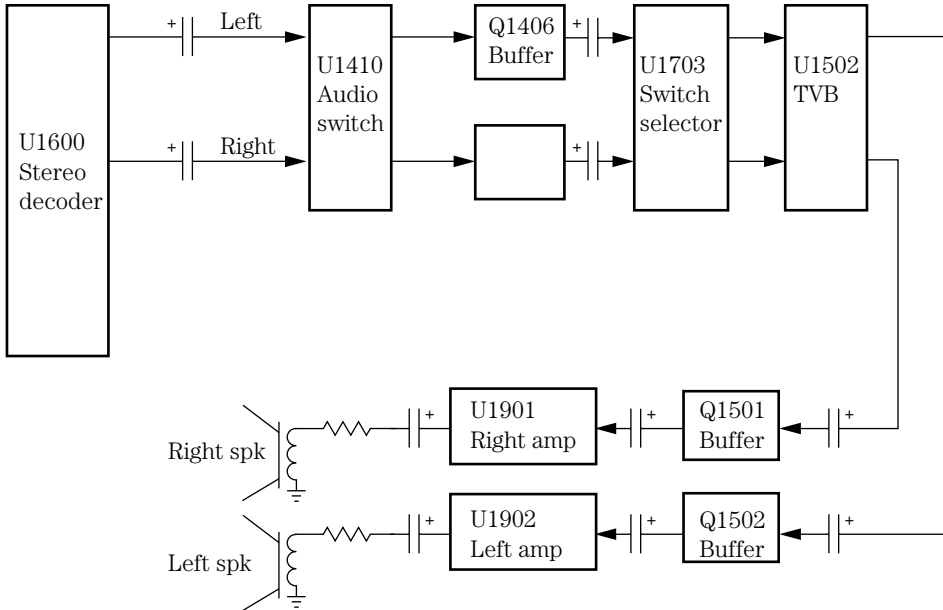 U1600
Stereo
decoder
+
Left
+
Right
U1410
Audio
switch
Q1406
Buffer
+
+
U1703
Switch
selector
U1502
TVB
Right spk
+
U1901
Right amp
+
Q1501
Buffer
+
Left spk
+
U1902
Left amp
+
Q1502
Buffer
+